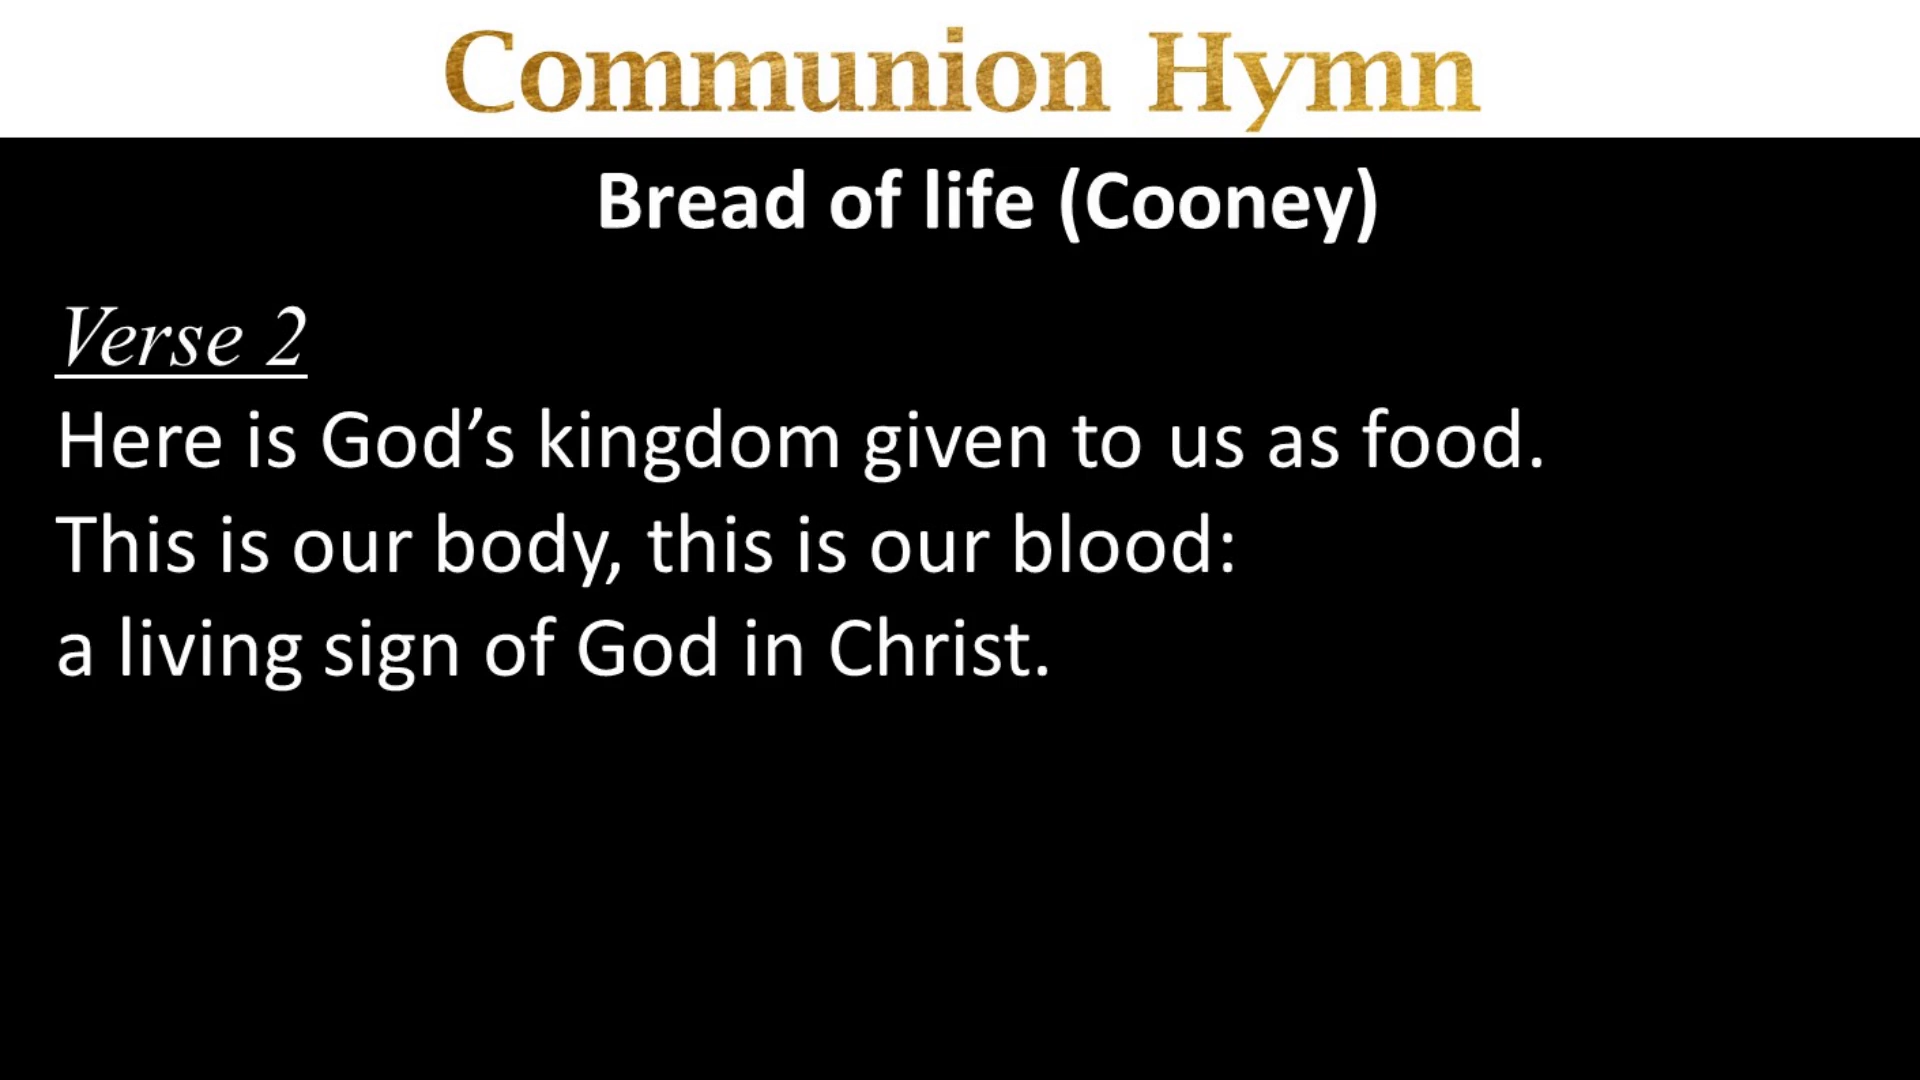 Communion Hymn
Bread of life (Cooney)
Verse 2
Here is God’s kingdom given to us as food.
This is our body, this is our blood:
a living sign of God in Christ.